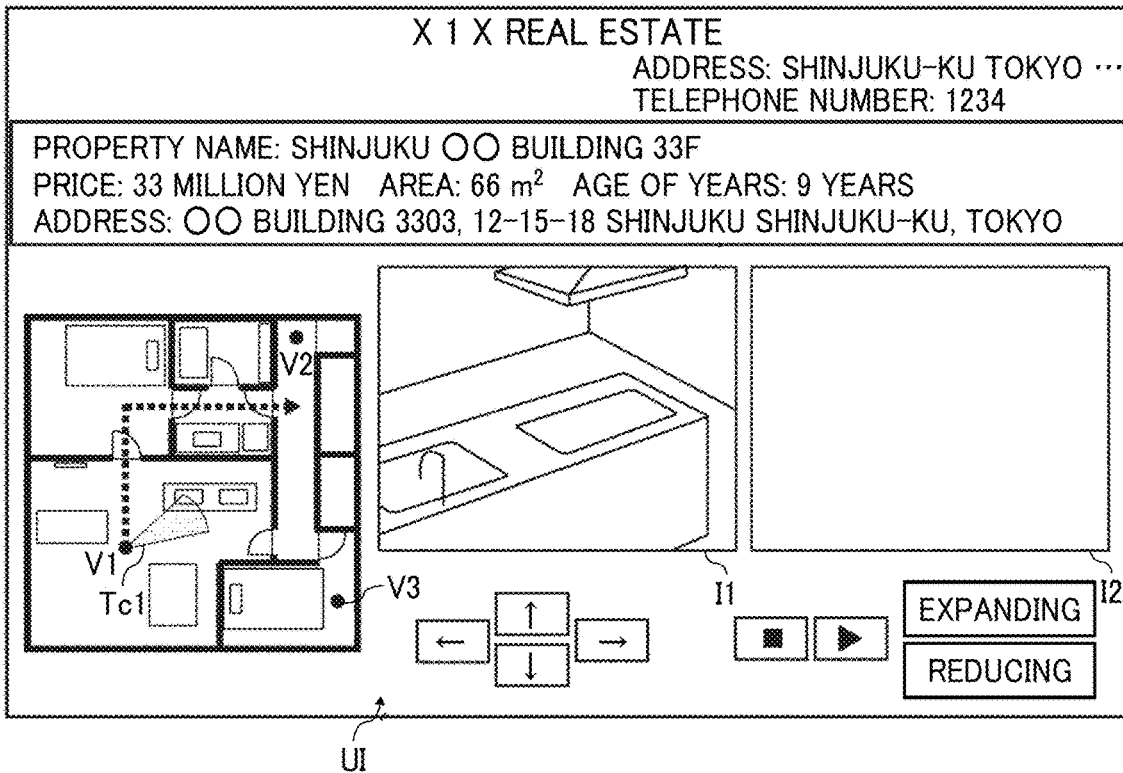 X 1 X REAL ESTATE
ADDRESS: SHINJUKU-KU TOKYO ⋯
TELEPHONE NUMBER: 1234
PROPERTY NAME: SHINJUKU ○○ BUILDING 33F
PRICE: 33 MILLION YEN AREA: 66 m² AGE OF YEARS: 9 YEARS
ADDRESS: ○○ BUILDING 3303, 12-15-18 SHINJUKU SHINJUKU-KU, TOKYO
V2
V1
Tc1
V3
I1
I2
↑
← →
↓
■ ▶
EXPANDING
REDUCING
UI